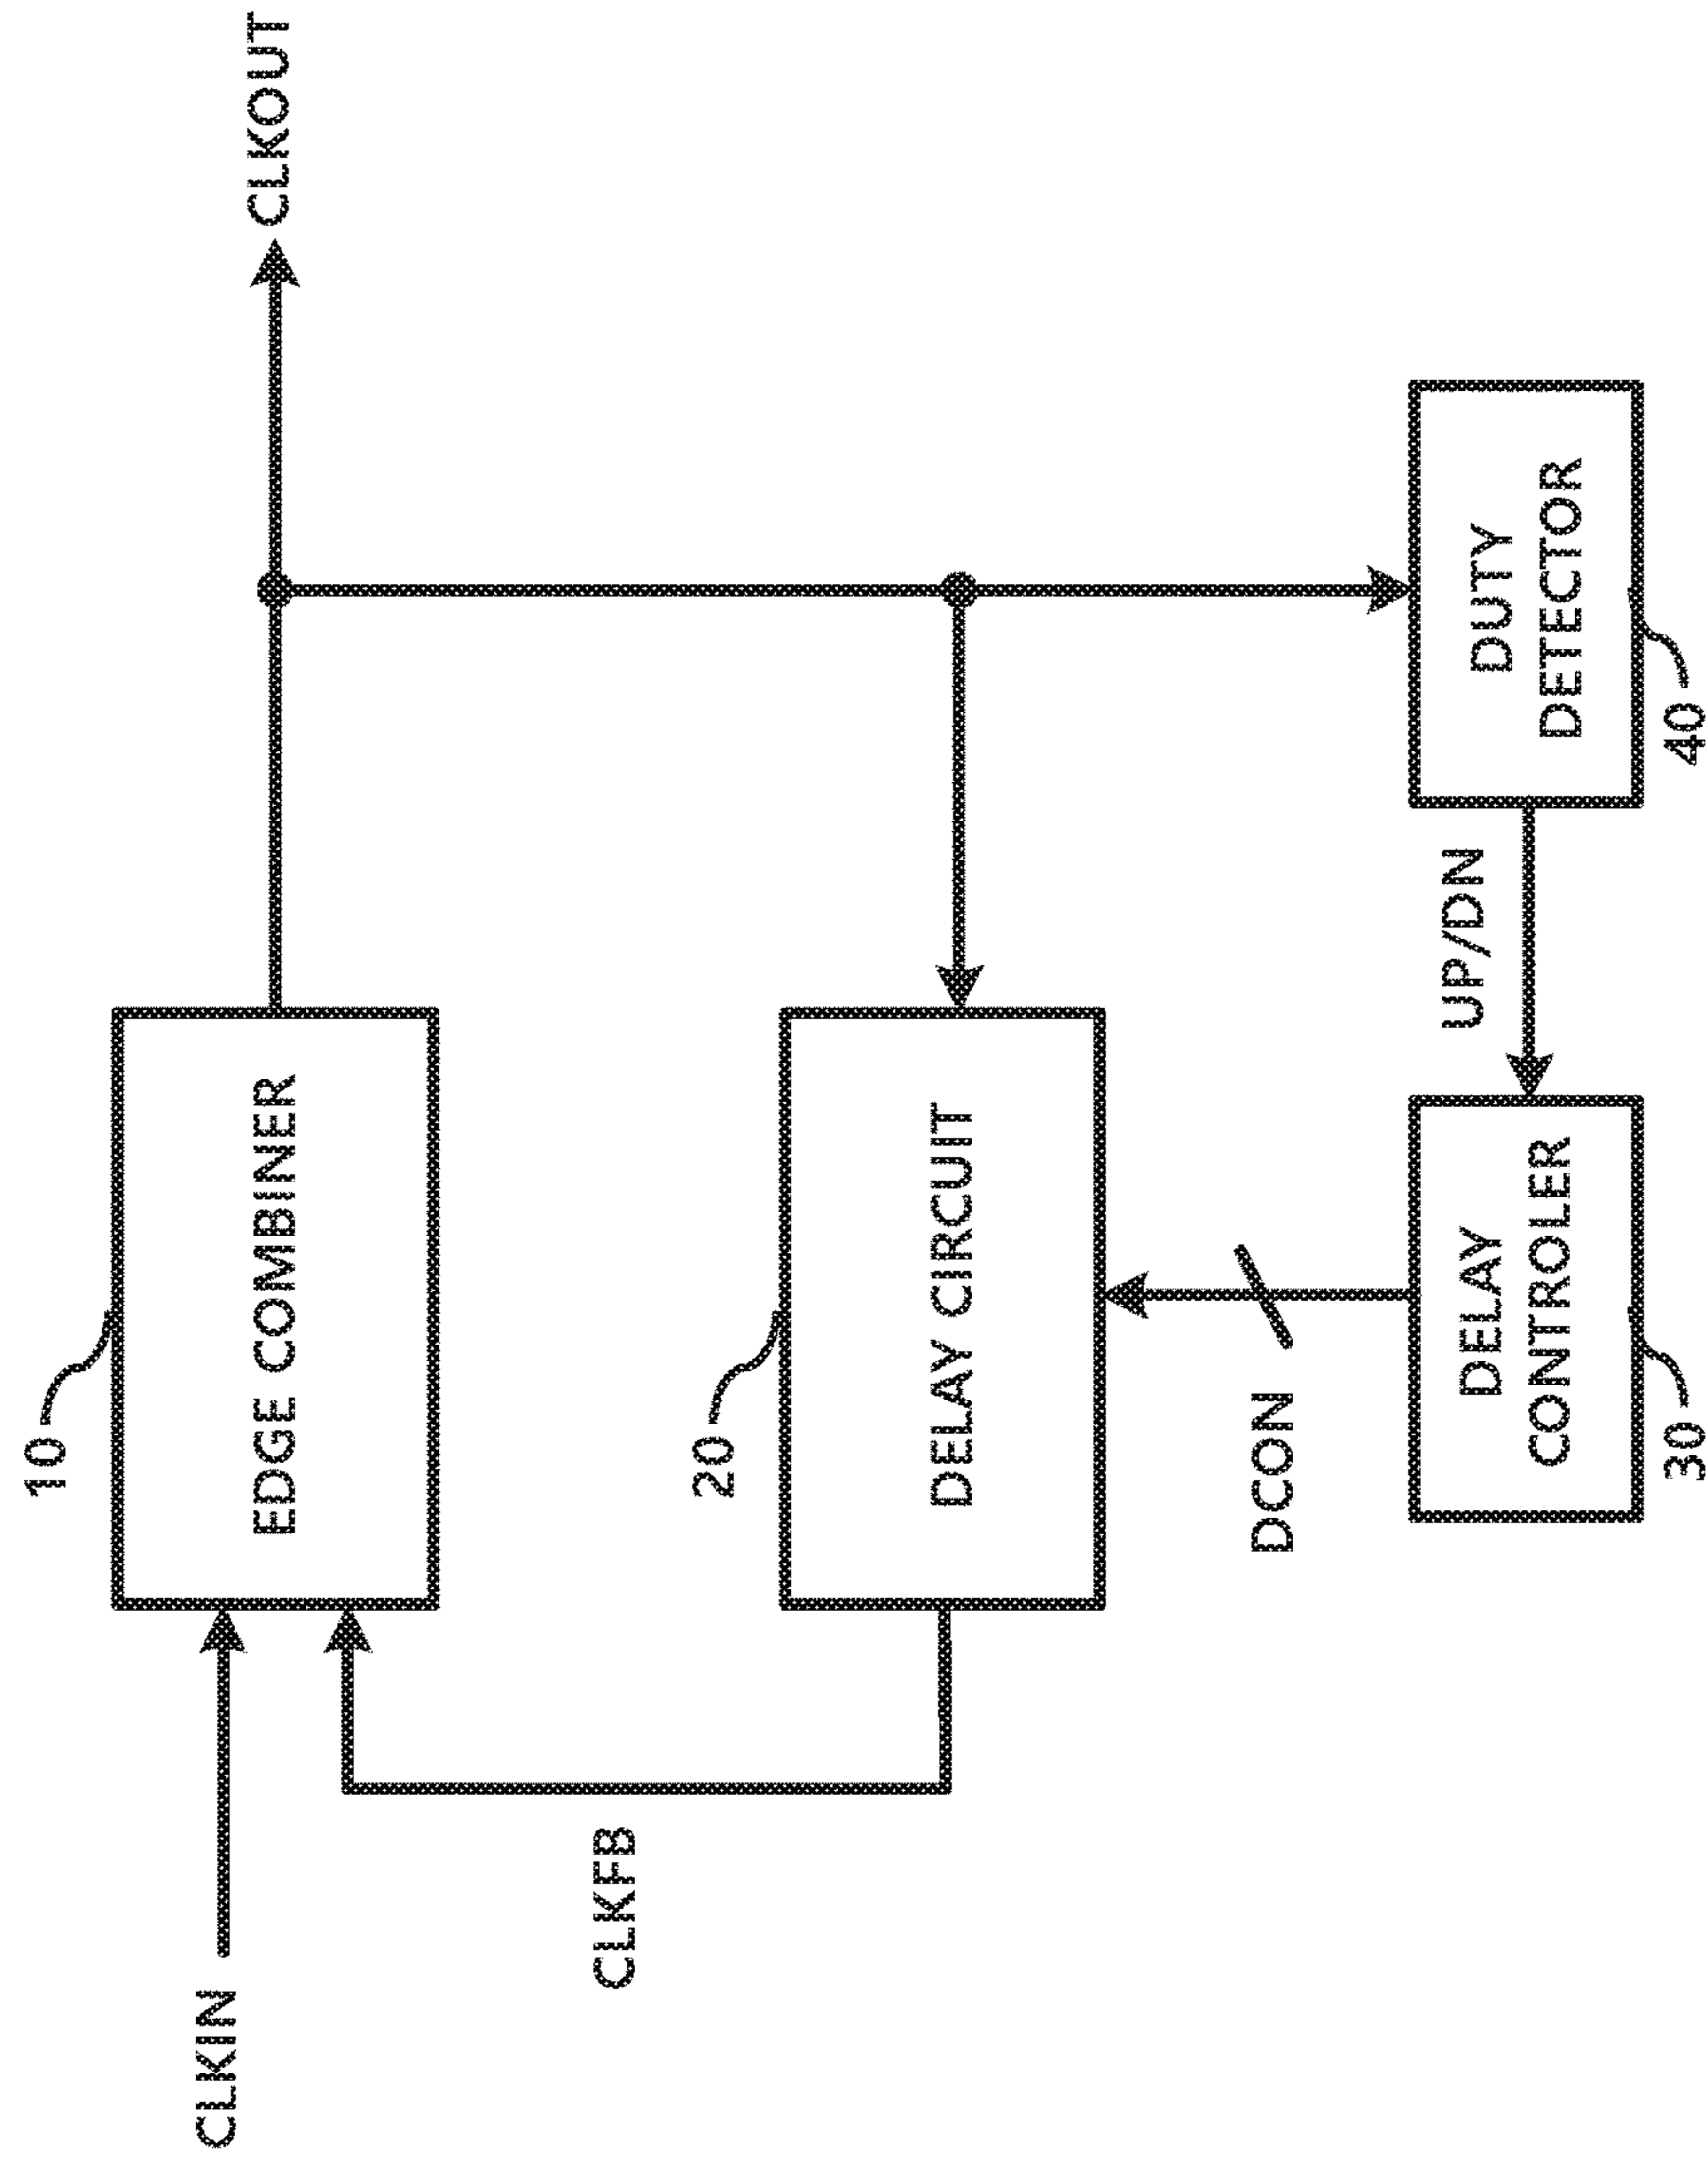 10
EDGE COMBINER
CLKIN
CLKOUT
CLKFB
20
DELAY CIRCUIT
DCON
UP/DN
DELAY
CONTROLER
30
DUTY
DETECTOR
40